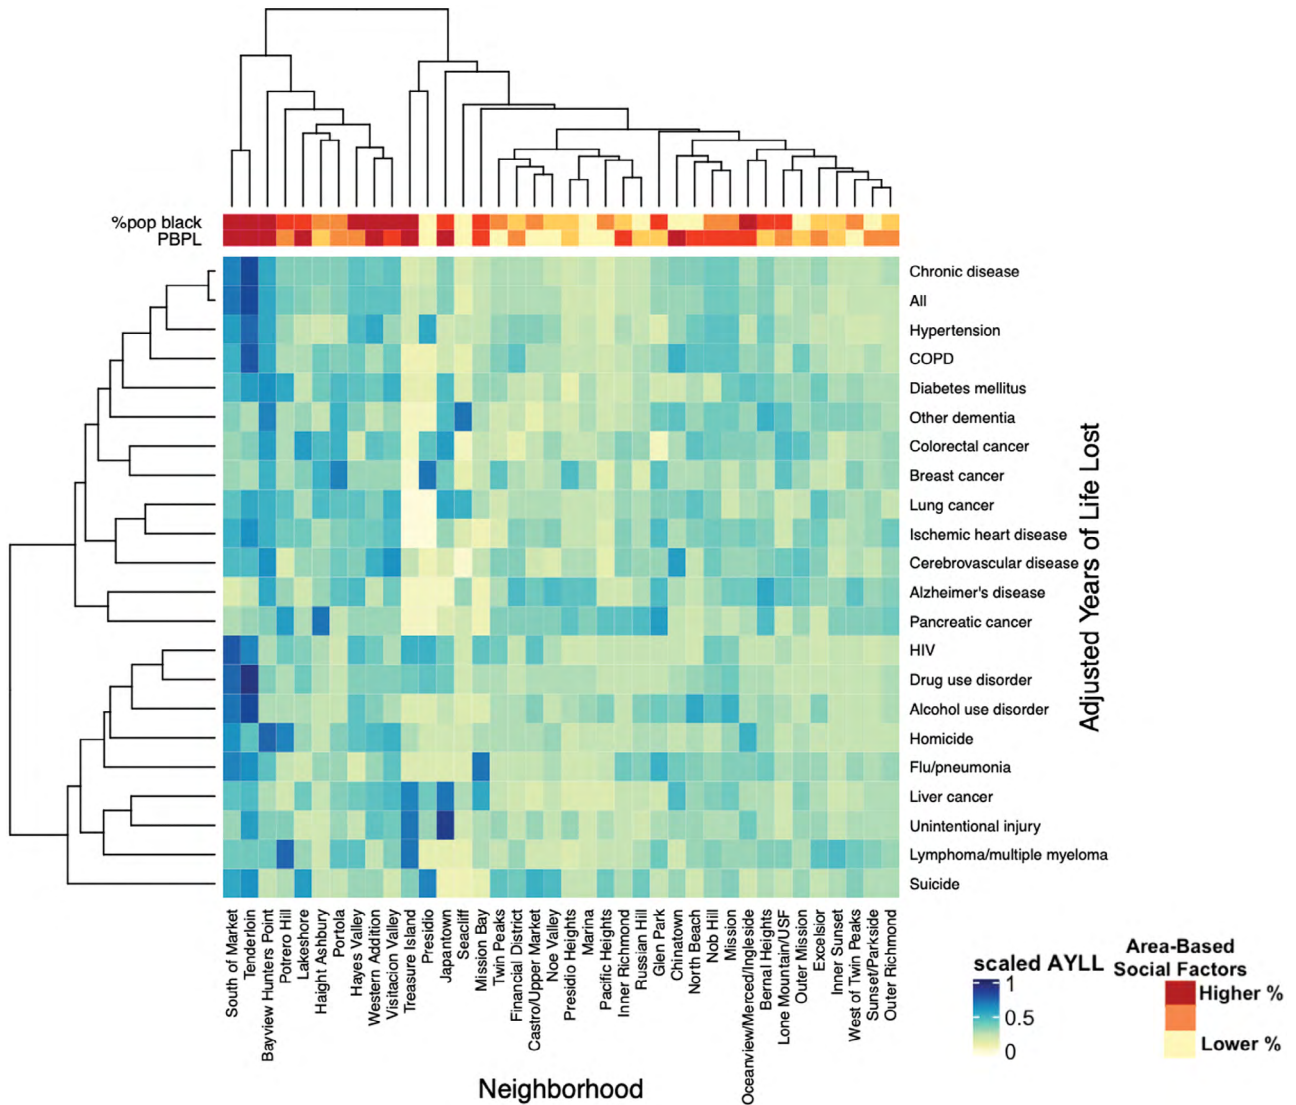 %pop black
PBPL
Chronic disease
All
Hypertension
COPD
Diabetes mellitus
Other dementia
Colorectal cancer
Breast cancer
Lung cancer
Ischemic heart disease
Cerebrovascular disease
Alzheimer's disease
Pancreatic cancer
HIV
Drug use disorder
Alcohol use disorder
Homicide
Flu/pneumonia
Liver cancer
Unintentional injury
Lymphoma/multiple myeloma
Suicide
Adjusted Years of Life Lost
South of Market
Tenderloin
Bayview Hunters Point
Potrero Hill
Lakeshore
Haight Ashbury
Portola
Hayes Valley
Western Addition
Visitacion Valley
Treasure Island
Presidio
Japantown
Seacliff
Mission Bay
Twin Peaks
Financial District
Castro/Upper Market
Noe Valley
Presidio Heights
Marina
Pacific Heights
Inner Richmond
Russian Hill
Glen Park
Chinatown
North Beach
Nob Hill
Mission
Oceanview/Merced/Ingleside
Bernal Heights
Lone Mountain/USF
Outer Mission
Excelsior
Inner Sunset
West of Twin Peaks
Sunset/Parkside
Outer Richmond
Neighborhood
scaled AYLL
1
0.5
0
Area-Based
Social Factors
Higher %
Lower %